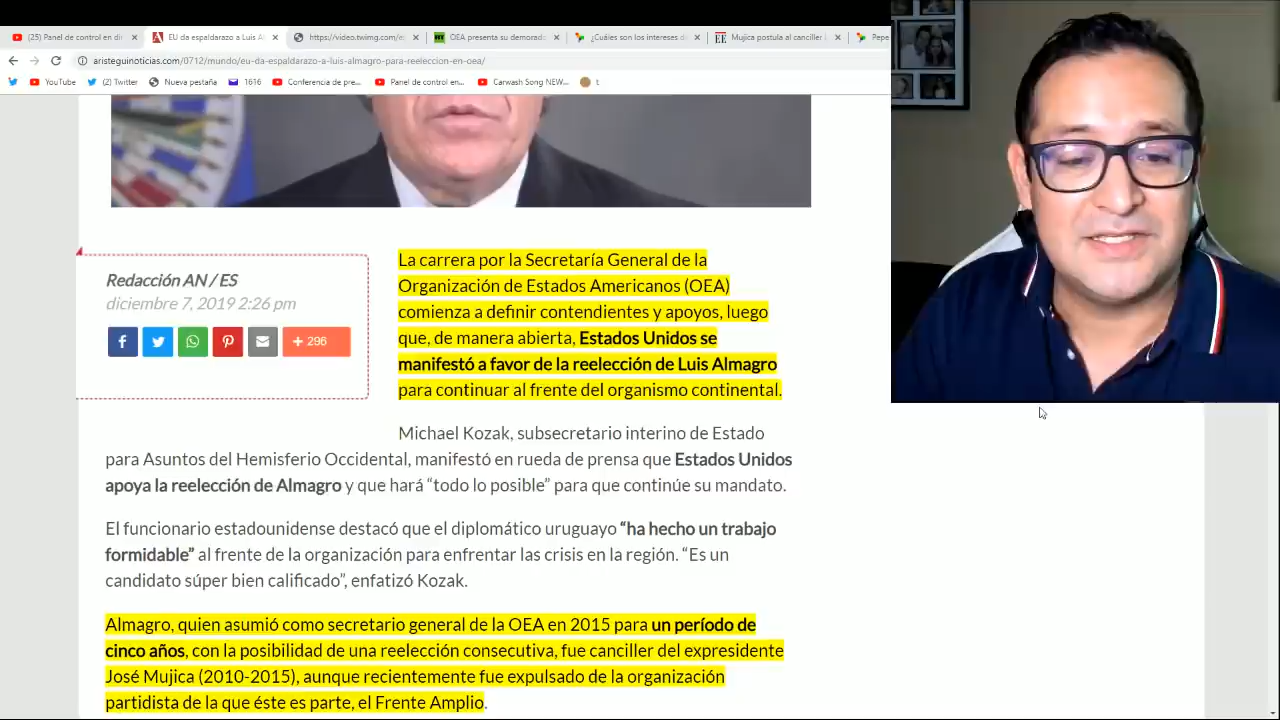 (25) Panel de control en di
EU da espaldarazo a Luis Al
https://video.twimg.com/e
OEA presenta su demorad
¿Cuáles son los intereses d
Mujica postula al canciller l
Pepe
aristeguinoticias.com/0712/mundo/eu-da-espaldarazo-a-luis-almagro-para-reeleccion-en-oea/
YouTube
(2) Twitter
Nueva pestaña
1616
Conferencia de pre...
Panel de control en...
Carwash Song NEW...
t.
Redacción AN / ES
diciembre 7, 2019 2:26 pm
+ 296
La carrera por la Secretaría General de la
Organización de Estados Americanos (OEA)
comienza a definir contendientes y apoyos, luego
que, de manera abierta, Estados Unidos se
manifestó a favor de la reelección de Luis Almagro
para continuar al frente del organismo continental.
Michael Kozak, subsecretario interino de Estado
para Asuntos del Hemisferio Occidental, manifestó en rueda de prensa que Estados Unidos
apoya la reelección de Almagro y que hará “todo lo posible” para que continúe su mandato.
El funcionario estadounidense destacó que el diplomático uruguayo “ha hecho un trabajo
formidable” al frente de la organización para enfrentar las crisis en la región. “Es un
candidato súper bien calificado”, enfatizó Kozak.
Almagro, quien asumió como secretario general de la OEA en 2015 para un período de
cinco años, con la posibilidad de una reelección consecutiva, fue canciller del expresidente
José Mujica (2010-2015), aunque recientemente fue expulsado de la organización
partidista de la que éste es parte, el Frente Amplio.